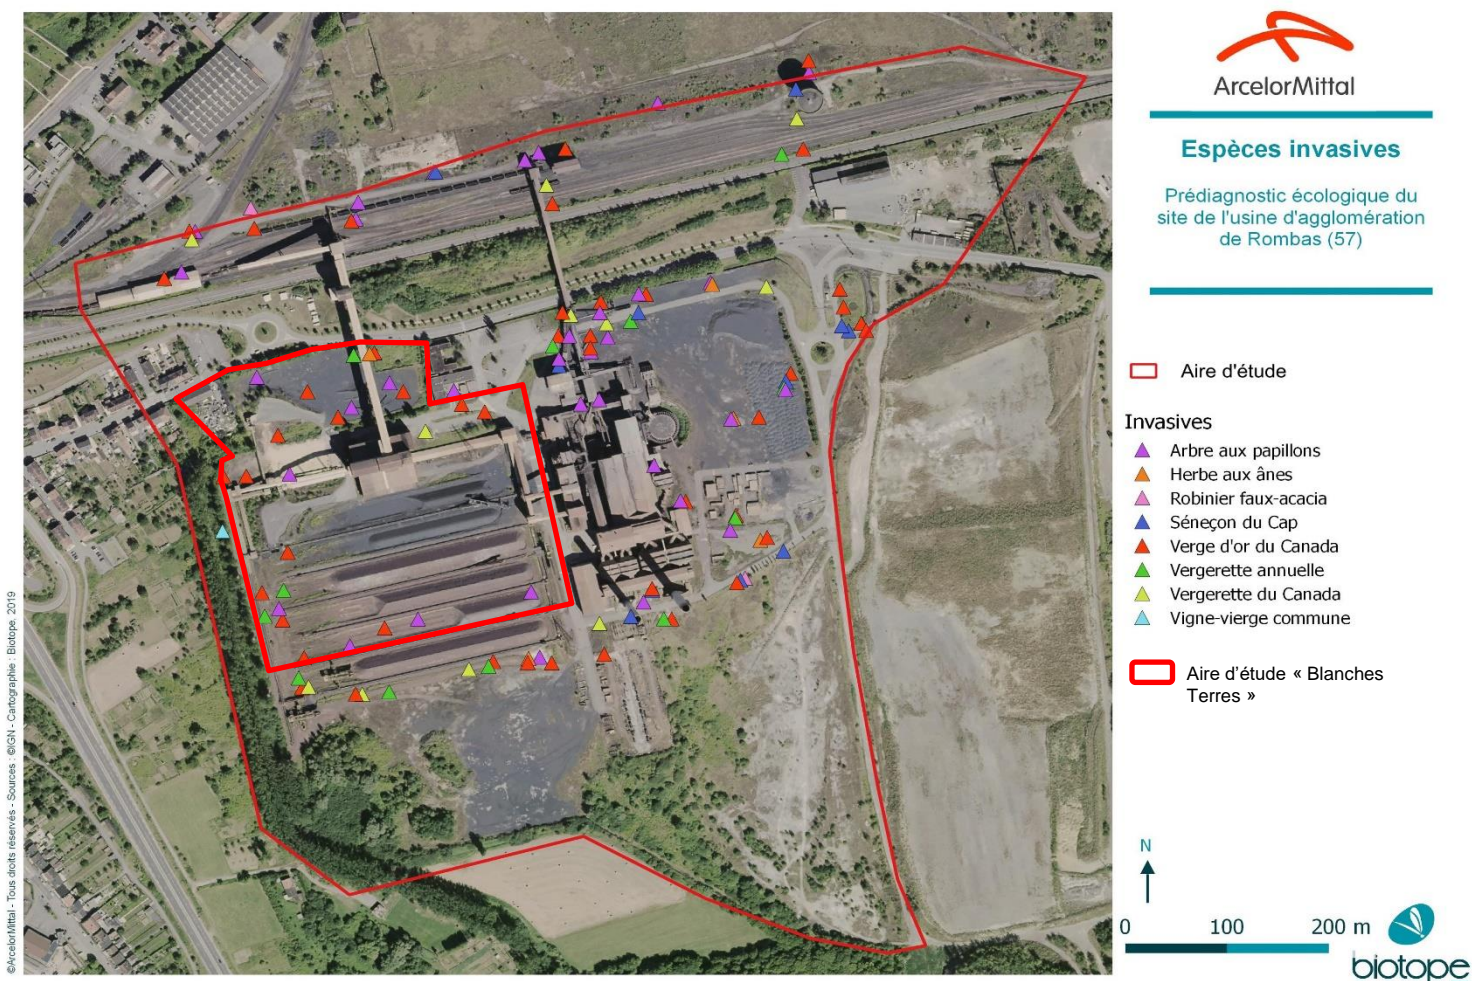 ArcelorMittal
Espèces invasives
Prédiagnostic écologique du
site de l'usine d'agglomération
de Rombas (57)
Aire d'étude
Invasives
Arbre aux papillons
Herbe aux ânes
Robinier faux-acacia
Séneçon du Cap
Verge d'or du Canada
Vergerette annuelle
Vergerette du Canada
Vigne-vierge commune
Aire d'étude « Blanches
Terres »
N
0 100 200 m
biotope
©ArcelorMittal - Tous droits réservés - Sources : ©IGN - Cartographie : Biotope, 2019